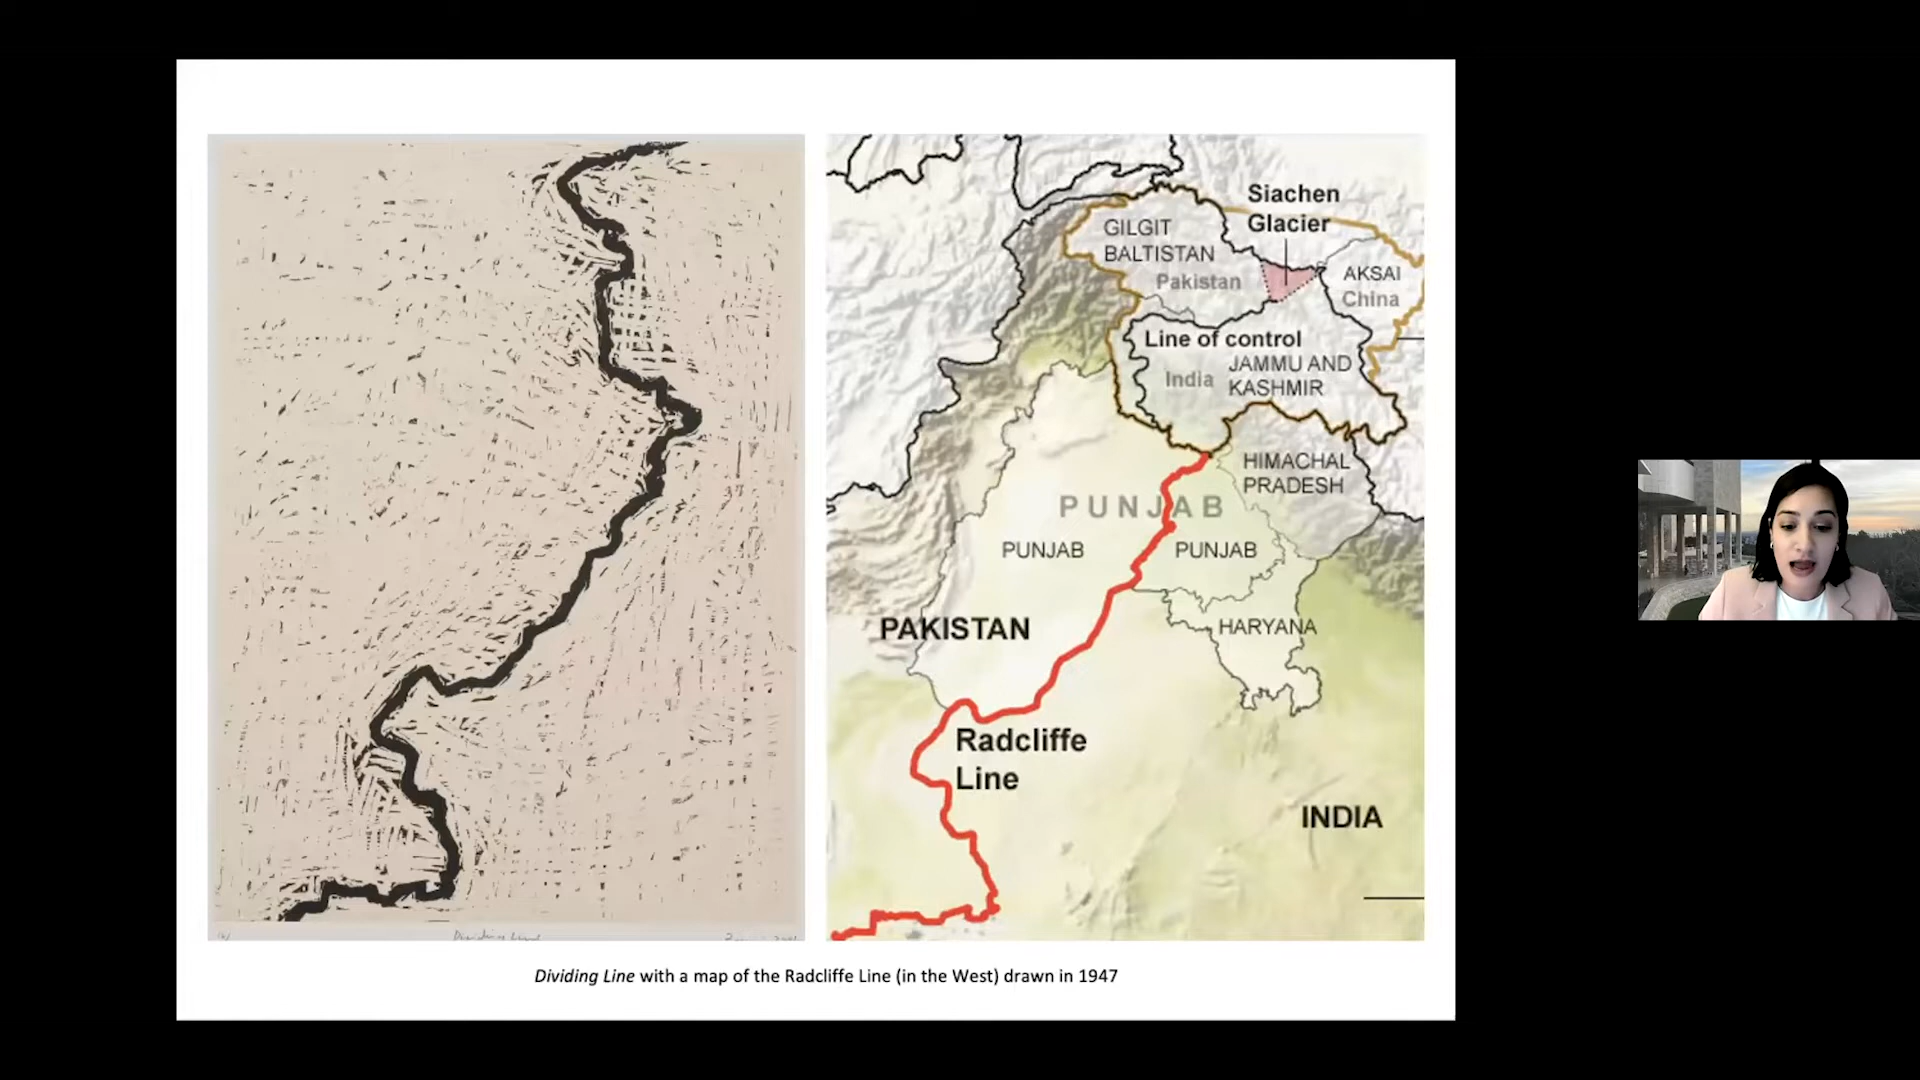 Dividing Line
Siachen
Glacier
GILGIT
BALTISTAN
Pakistan
AKSAI
China
Line of control
JAMMU AND
India KASHMIR
HIMACHAL
PRADESH
PUNJAB
PUNJAB
PUNJAB
PAKISTAN
HARYANA
Radcliffe
Line
INDIA
Dividing Line with a map of the Radcliffe Line (in the West) drawn in 1947